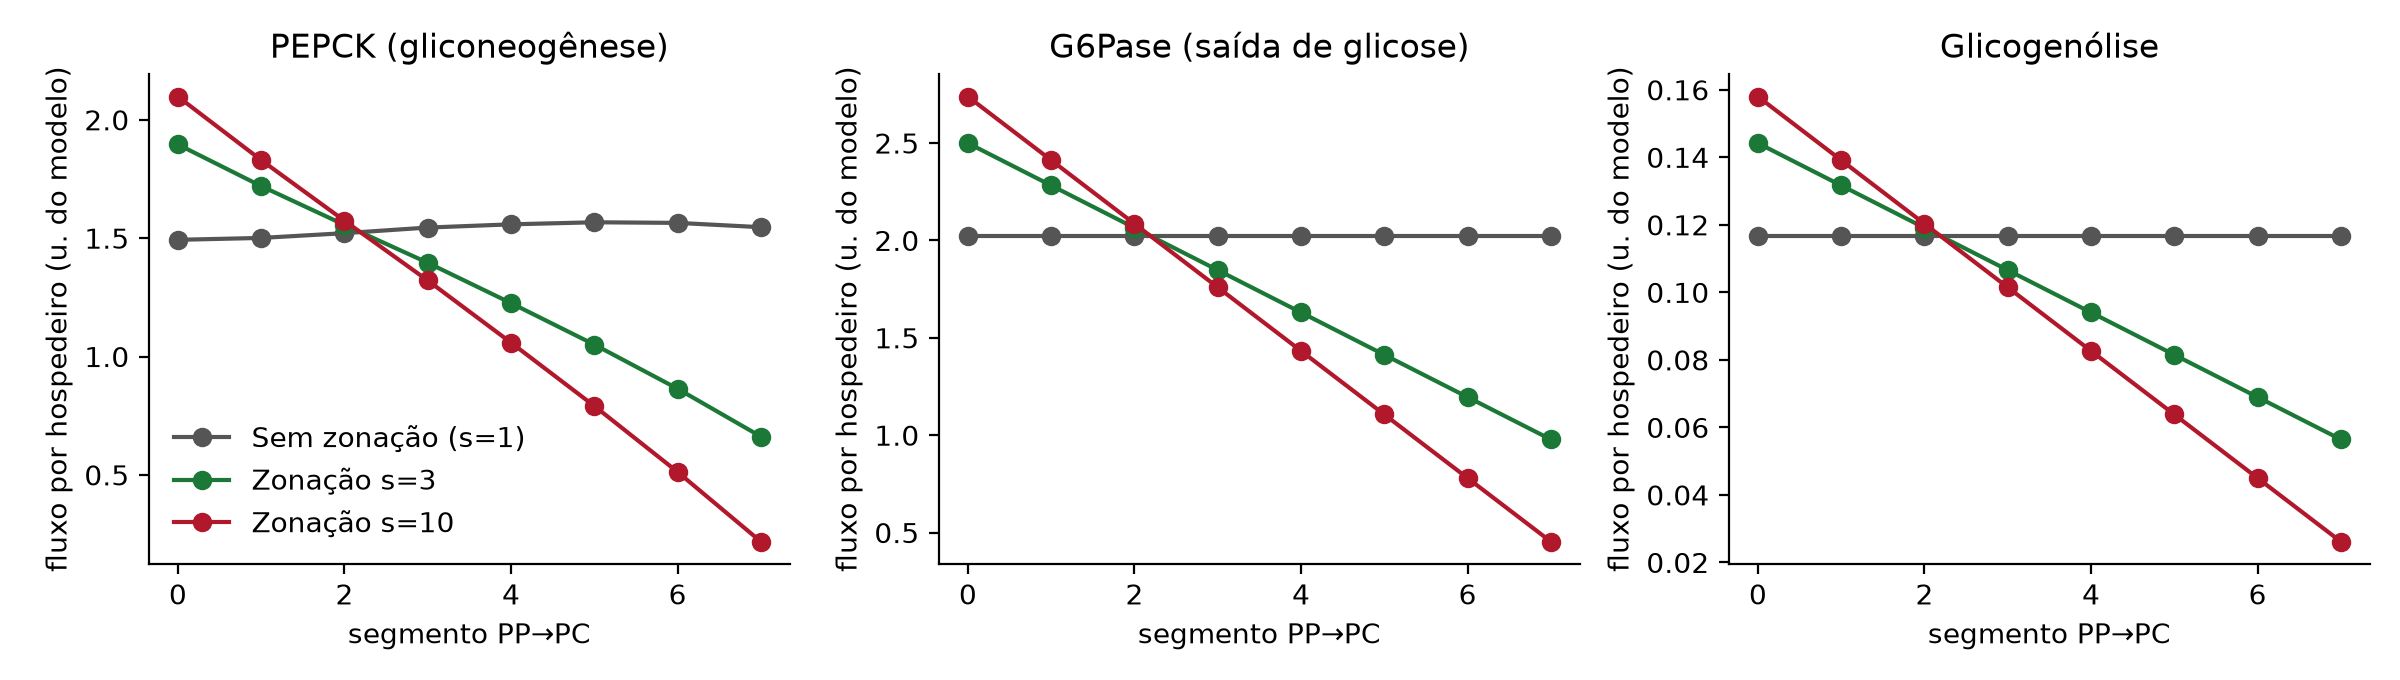 PEPCK (gliconeogênese)
fluxo por hospedeiro (u. do modelo)
2.0
1.5
1.0
0.5
Sem zonação (s=1)
Zonação s=3
Zonação s=10
0 2 4 6
segmento PP→PC
G6Pase (saída de glicose)
fluxo por hospedeiro (u. do modelo)
2.5
2.0
1.5
1.0
0.5
0 2 4 6
segmento PP→PC
Glicogenólise
fluxo por hospedeiro (u. do modelo)
0.16
0.14
0.12
0.10
0.08
0.06
0.04
0.02
0 2 4 6
segmento PP→PC